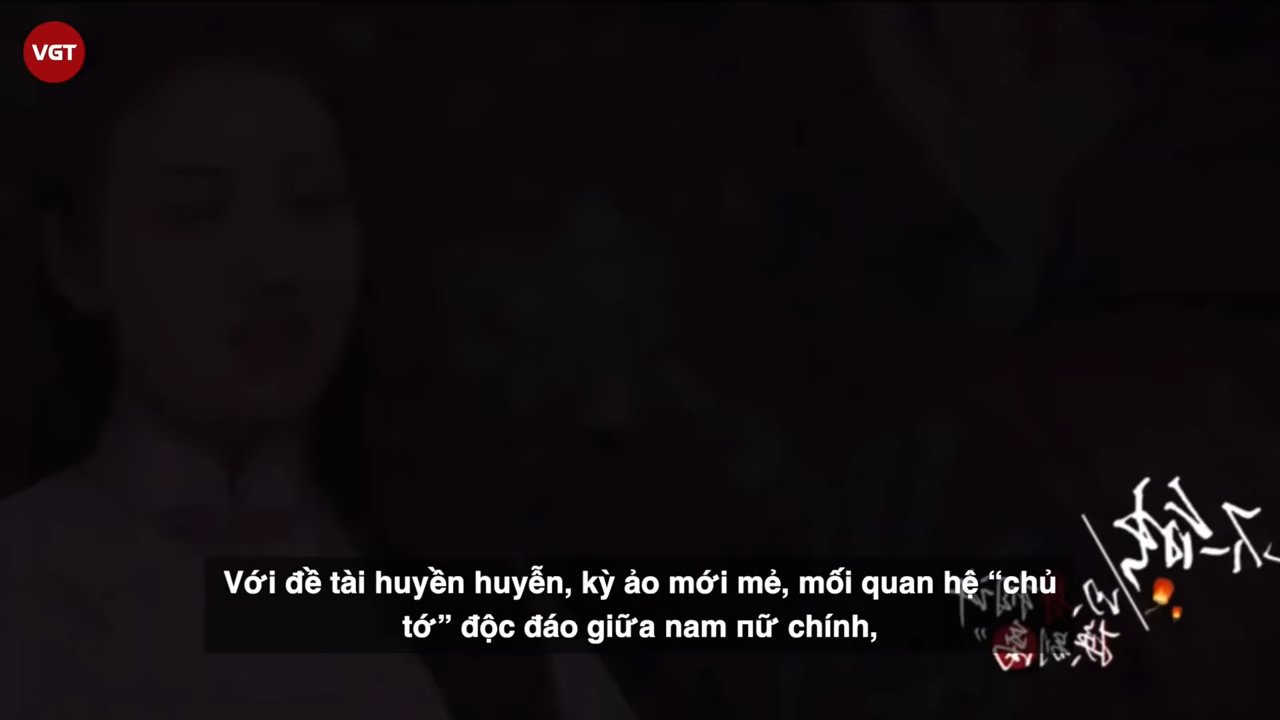 VGT
Với đề tài huyền huyễn, kỳ ảo mới mẻ, mối quan hệ “chủ
tớ” độc đáo giữa nam nữ chính,